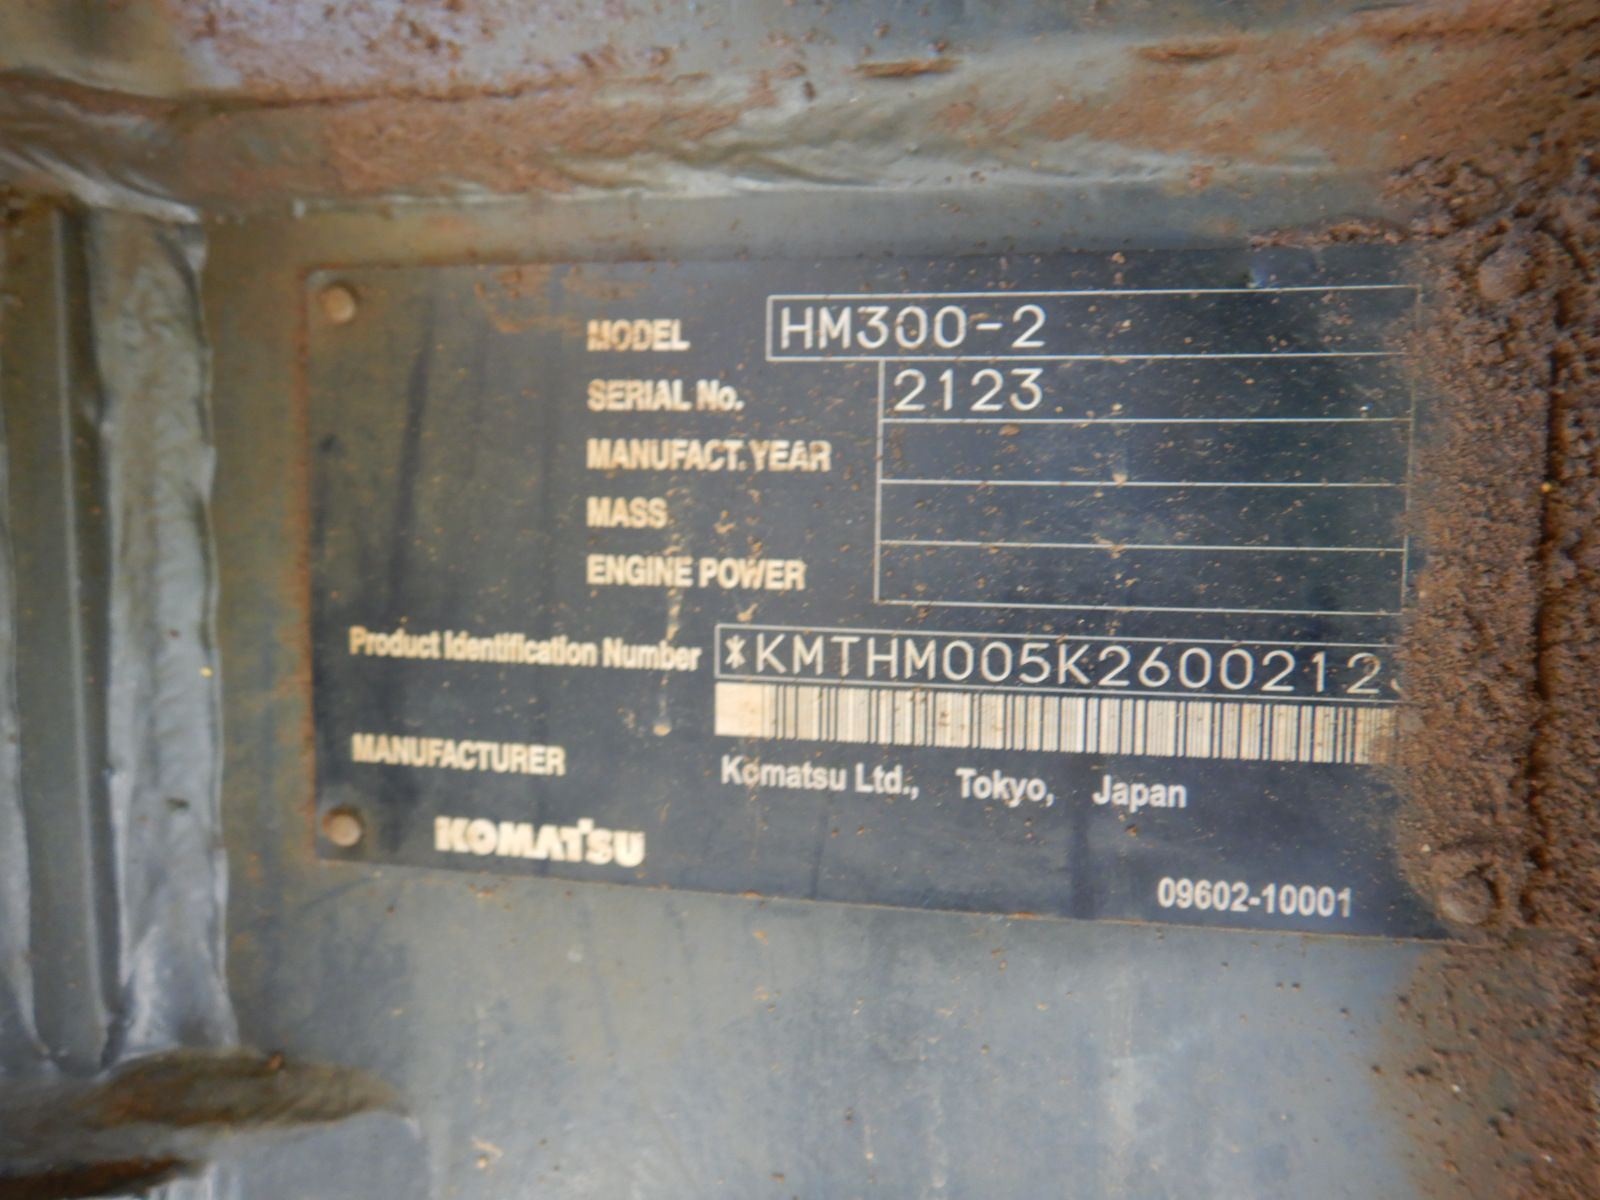 MODEL HM300-2
SERIAL No. 2123
MANUFACT. YEAR
MASS
ENGINE POWER
Product Identification Number *KMTHM005K2600212
MANUFACTURER Komatsu Ltd., Tokyo, Japan
KOMATSU
09602-10001